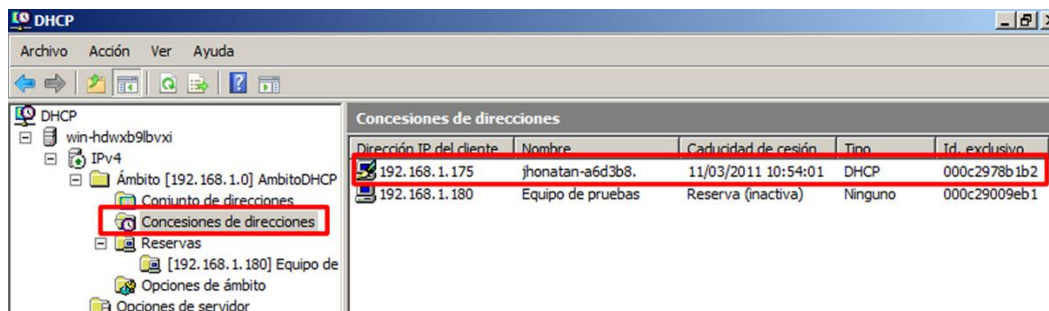 DHCP
Archivo Acción Ver Ayuda
DHCP
win-hdwxb9lbvxi
IPv4
Ámbito [192.168.1.0] AmbitoDHCP
Conjunto de direcciones
Concesiones de direcciones
Reservas
[192.168.1.180] Equipo de
Opciones de ámbito
Opciones de servidor
Concesiones de direcciones
Dirección IP del cliente Nombre Caducidad de cesión Tipo Id. exclusivo
192.168.1.175 jhonatan-a6d3b8. 11/03/2011 10:54:01 DHCP 000c2978b1b2
192.168.1.180 Equipo de pruebas Reserva (inactiva) Ninguno 000c29009eb1